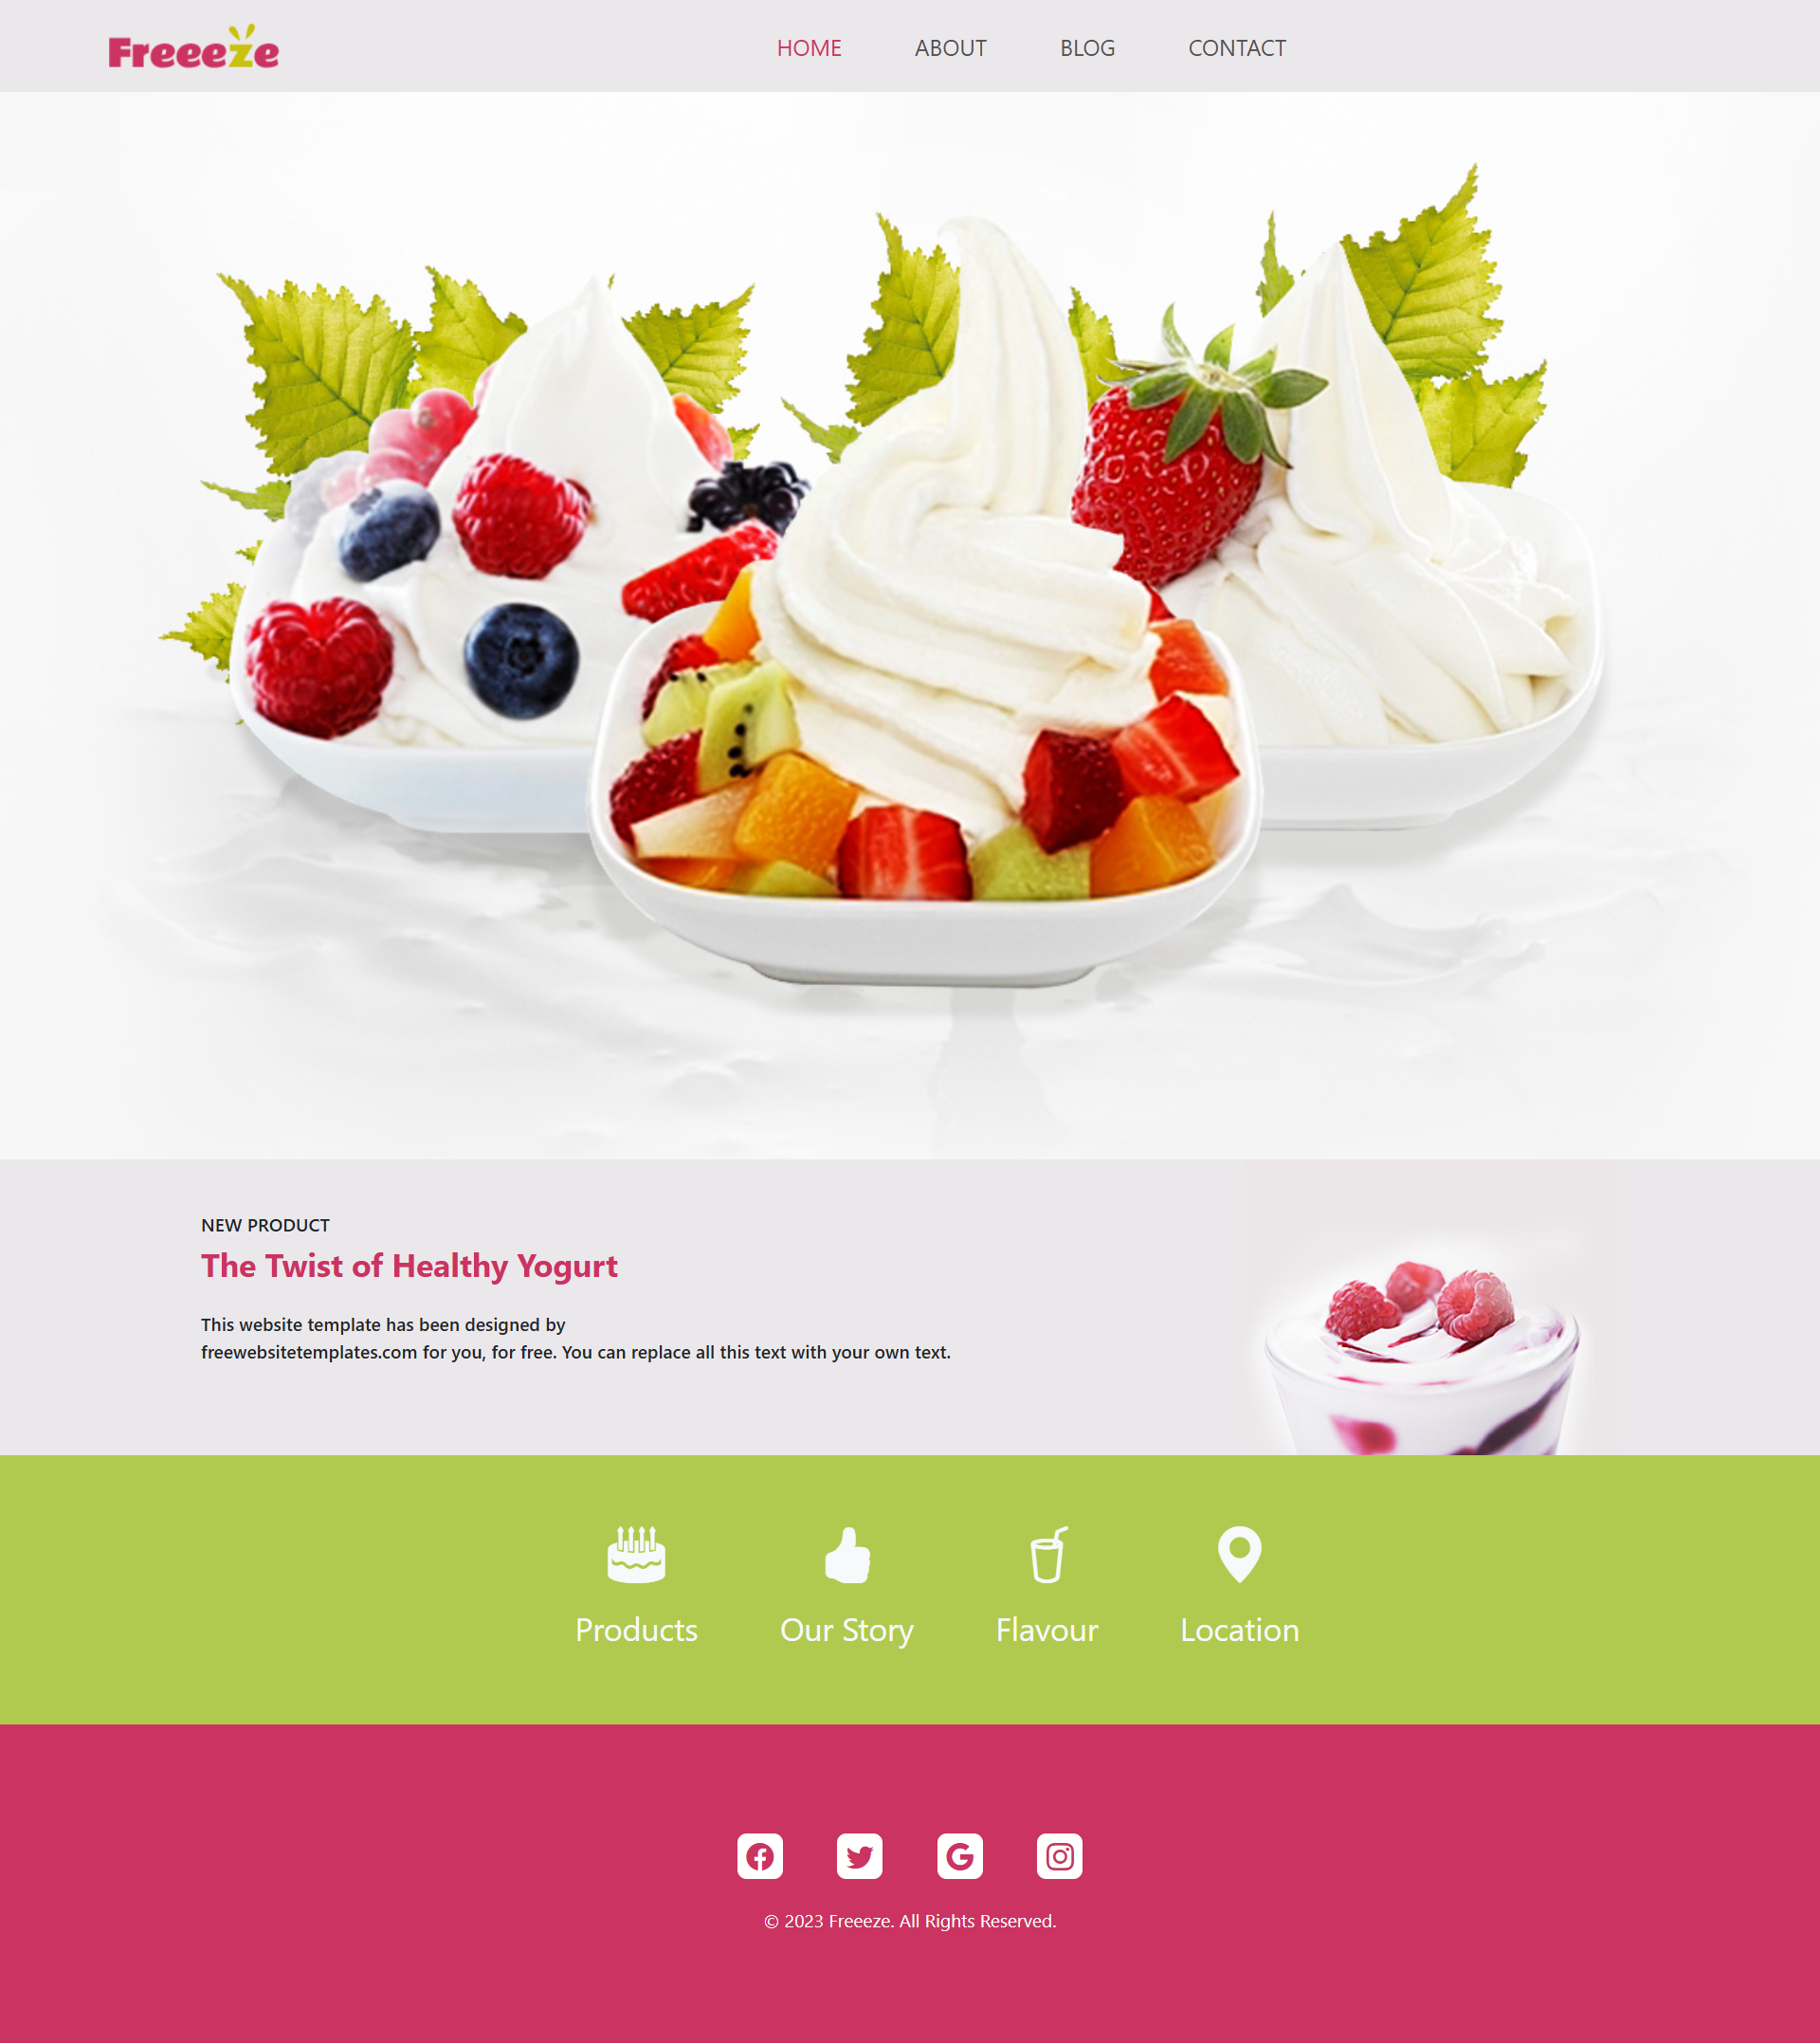 Freeeze
HOME ABOUT BLOG CONTACT
NEW PRODUCT
The Twist of Healthy Yogurt
This website template has been designed by
freewebsitetemplates.com for you, for free. You can replace all this text with your own text.
Products Our Story Flavour Location
© 2023 Freeeze. All Rights Reserved.